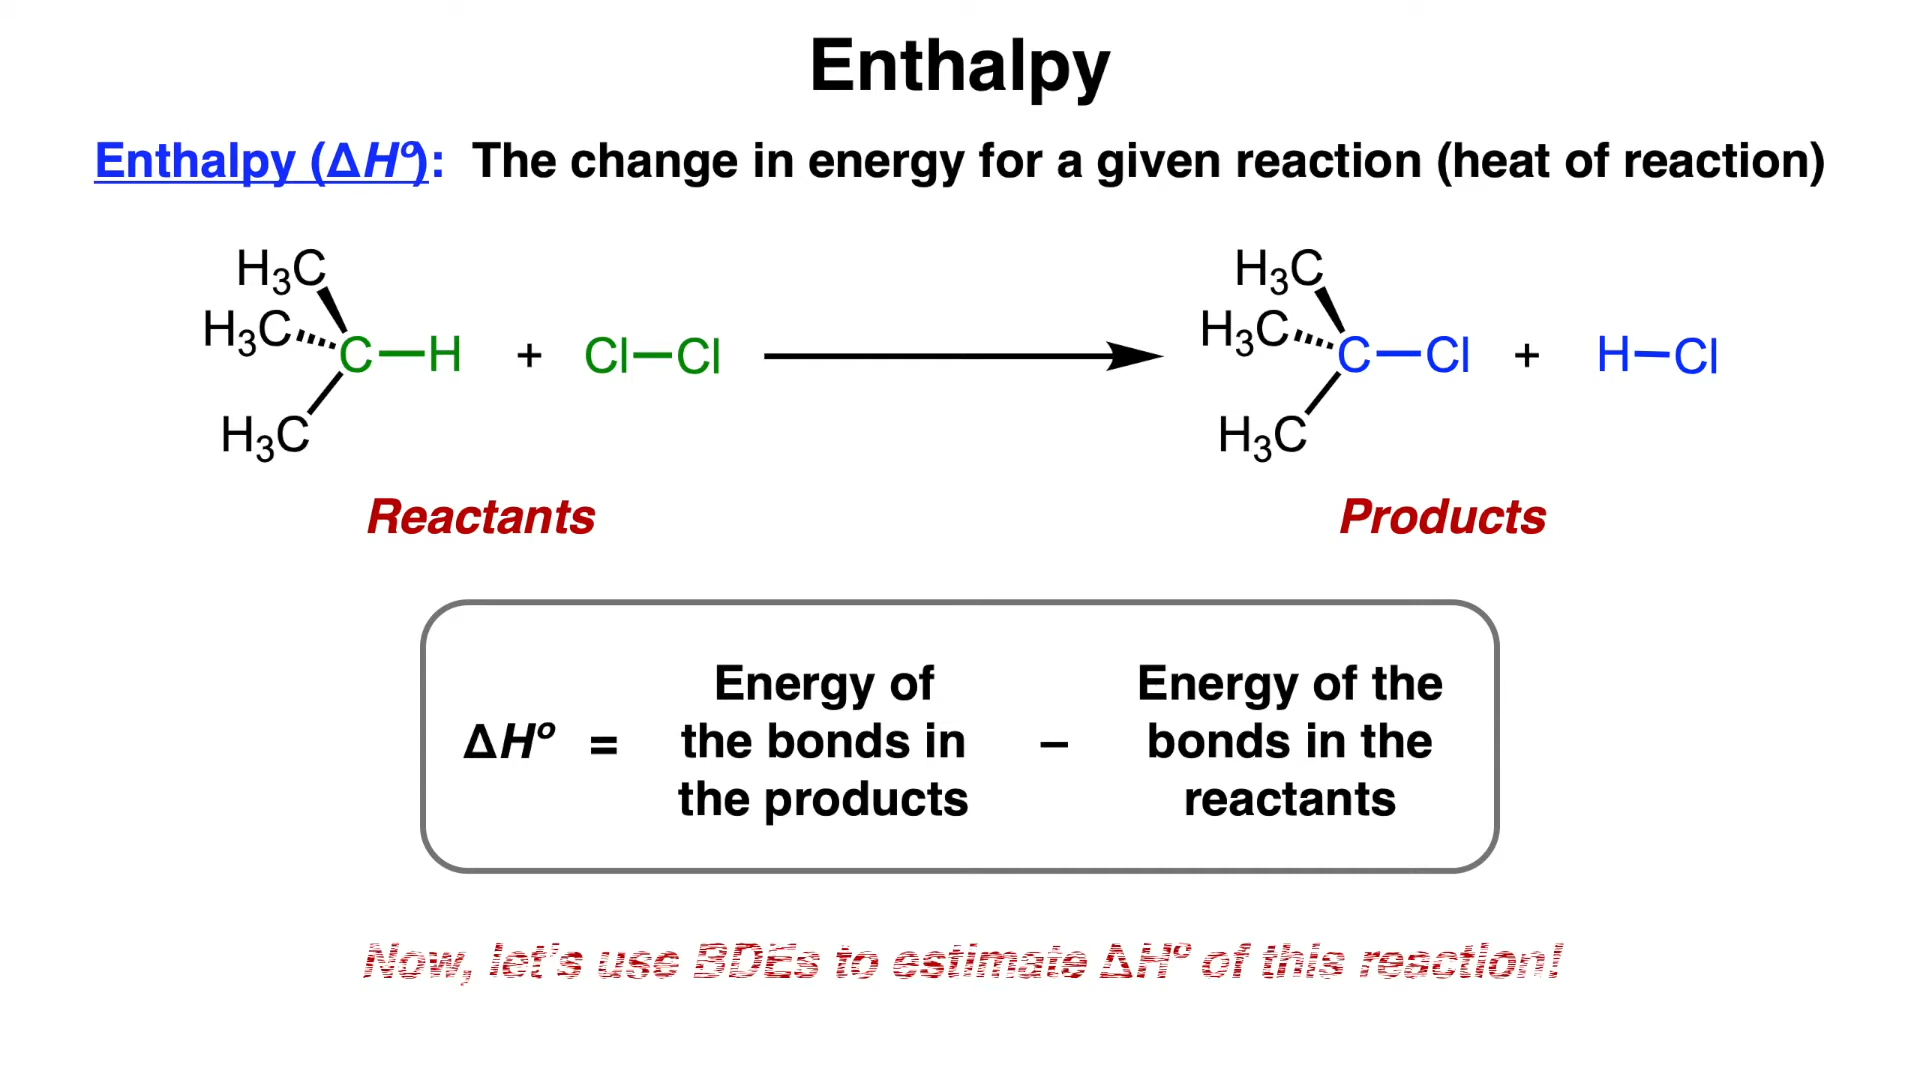 Enthalpy
Enthalpy (ΔHº): The change in energy for a given reaction (heat of reaction)
H₃C
H₃C
C—H + Cl—Cl
H₃C
H₃C
H₃C
C—Cl + H—Cl
H₃C
Reactants
Products
ΔHº =
Energy of
the bonds in
the products
–
Energy of the
bonds in the
reactants
Now, let's use BDEs to estimate ΔHº of this reaction!